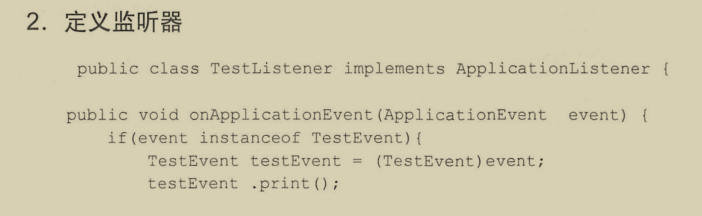 2. 定义监听器
public class TestListener implements ApplicationListener {
public void onApplicationEvent(ApplicationEvent event) {
if(event instanceof TestEvent){
TestEvent testEvent = (TestEvent)event;
testEvent .print();